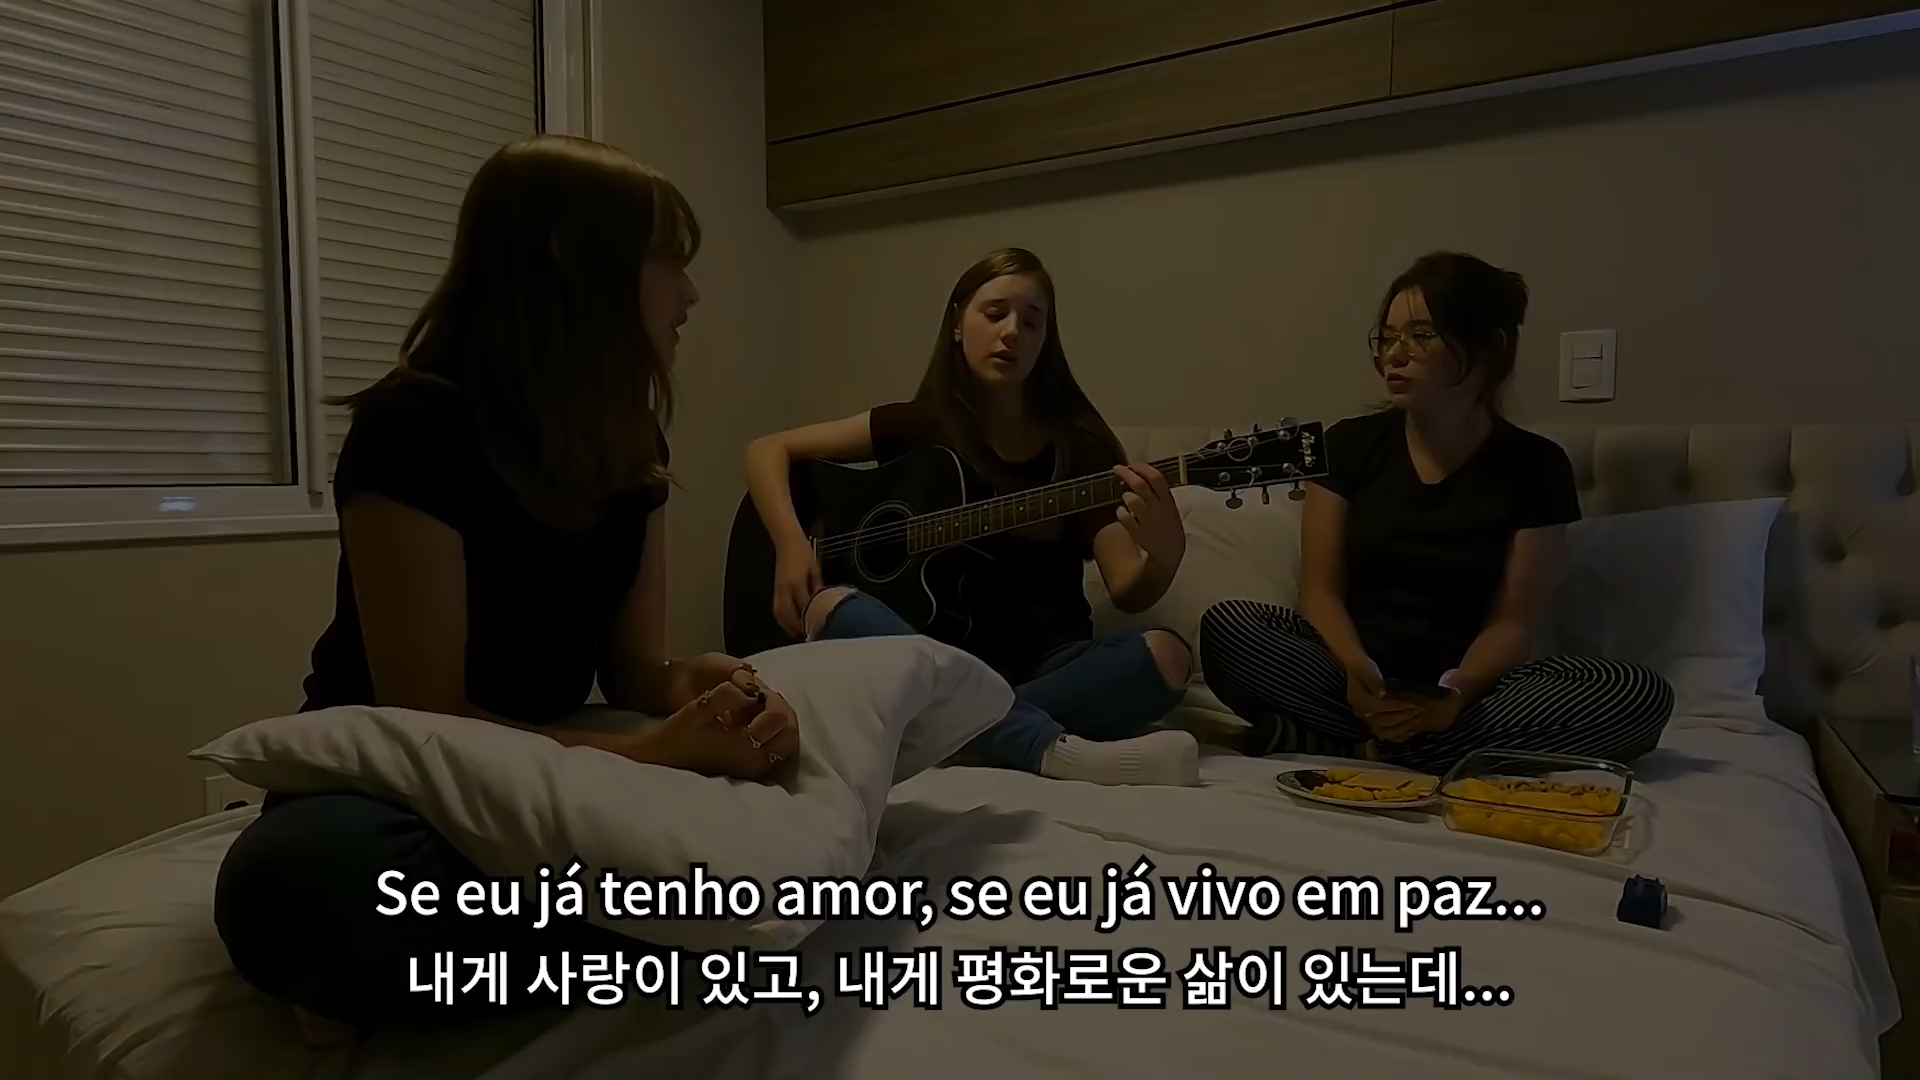 Se eu já tenho amor, se eu já vivo em paz...
내게 사랑이 있고, 내게 평화로운 삶이 있는데...